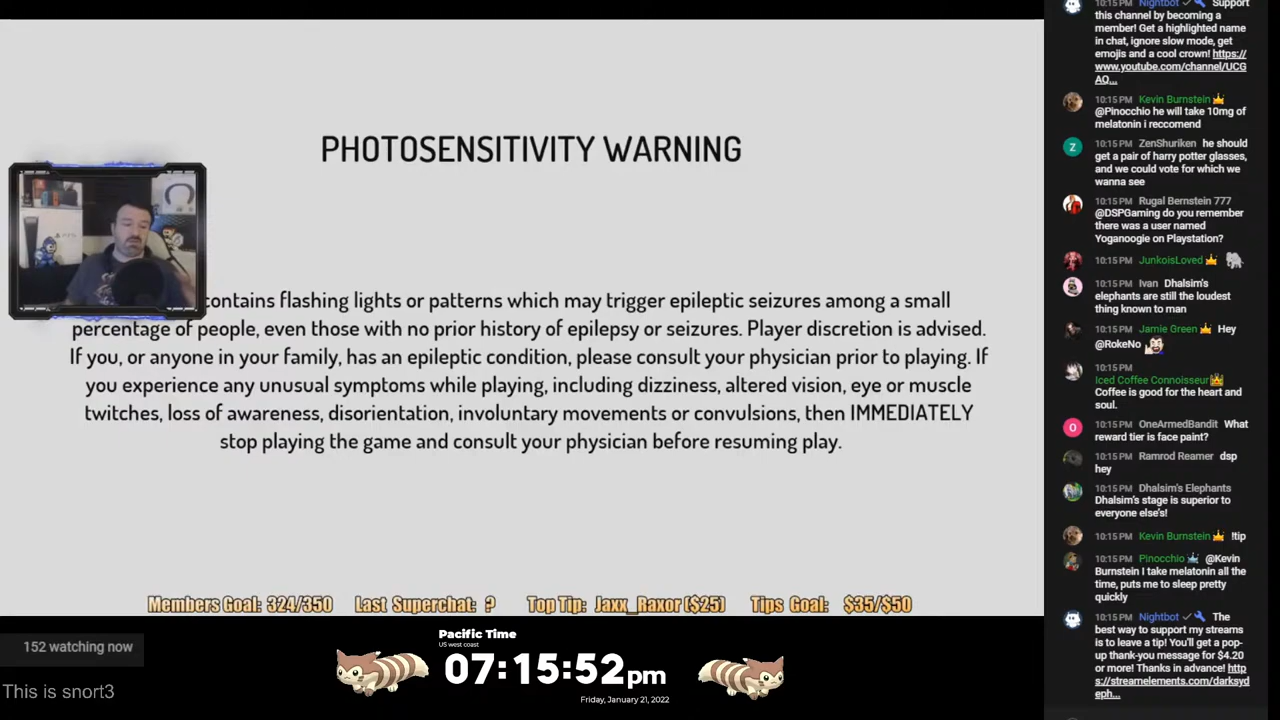 PHOTOSENSITIVITY WARNING
contains flashing lights or patterns which may trigger epileptic seizures among a small
percentage of people, even those with no prior history of epilepsy or seizures. Player discretion is advised.
If you, or anyone in your family, has an epileptic condition, please consult your physician prior to playing. If
you experience any unusual symptoms while playing, including dizziness, altered vision, eye or muscle
twitches, loss of awareness, disorientation, involuntary movements or convulsions, then IMMEDIATELY
stop playing the game and consult your physician before resuming play.
Members Goal: 324/350 Last Superchat: ? Top Tip: Jaxx_Raxor ($25) Tips Goal: $35/$50
152 watching now
This is snort3
Pacific Time
US west coast
07:15:52pm
Friday, January 21, 2022
10:15 PM Nightbot Support
this channel by becoming a
member! Get a highlighted name
in chat, ignore slow mode, get
emojis and a cool crown! https://
www.youtube.com/channel/UCG
AQ...
10:15 PM Kevin Burnstein
@Pinocchio he will take 10mg of
melatonin i reccomend
Z
10:15 PM ZenShuriken he should
get a pair of harry potter glasses,
and we could vote for which we
wanna see
10:15 PM Rugal Bernstein 777
@DSPGaming do you remember
there was a user named
Yoganoogie on Playstation?
10:15 PM JunkoisLoved
10:15 PM Ivan Dhalsim's
elephants are still the loudest
thing known to man
10:15 PM Jamie Green Hey
@RokeNo
10:15 PM
Iced Coffee Connoisseur
Coffee is good for the heart and
soul.
O
10:15 PM OneArmedBandit What
reward tier is face paint?
10:15 PM Ramrod Reamer dsp
hey
10:15 PM Dhalsim's Elephants
Dhalsim's stage is superior to
everyone else's!
10:15 PM Kevin Burnstein !tip
10:15 PM Pinocchio @Kevin
Burnstein I take melatonin all the
time, puts me to sleep pretty
quickly
10:15 PM Nightbot The
best way to support my streams
is to leave a tip! You'll get a pop-
up thank-you message for $4.20
or more! Thanks in advance! http
s://streamelements.com/darksyd
eph...